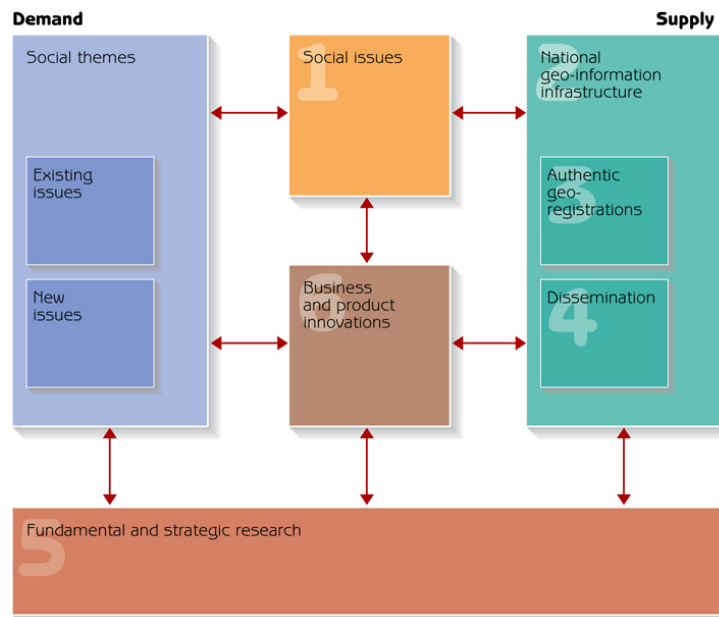 Demand
Supply
Social themes
1
Social issues
2
National
geo-information
infrastructure
Existing
issues
3
Authentic
geo-
registrations
New
issues
6
Business
and product
innovations
4
Dissemination
5
Fundamental and strategic research